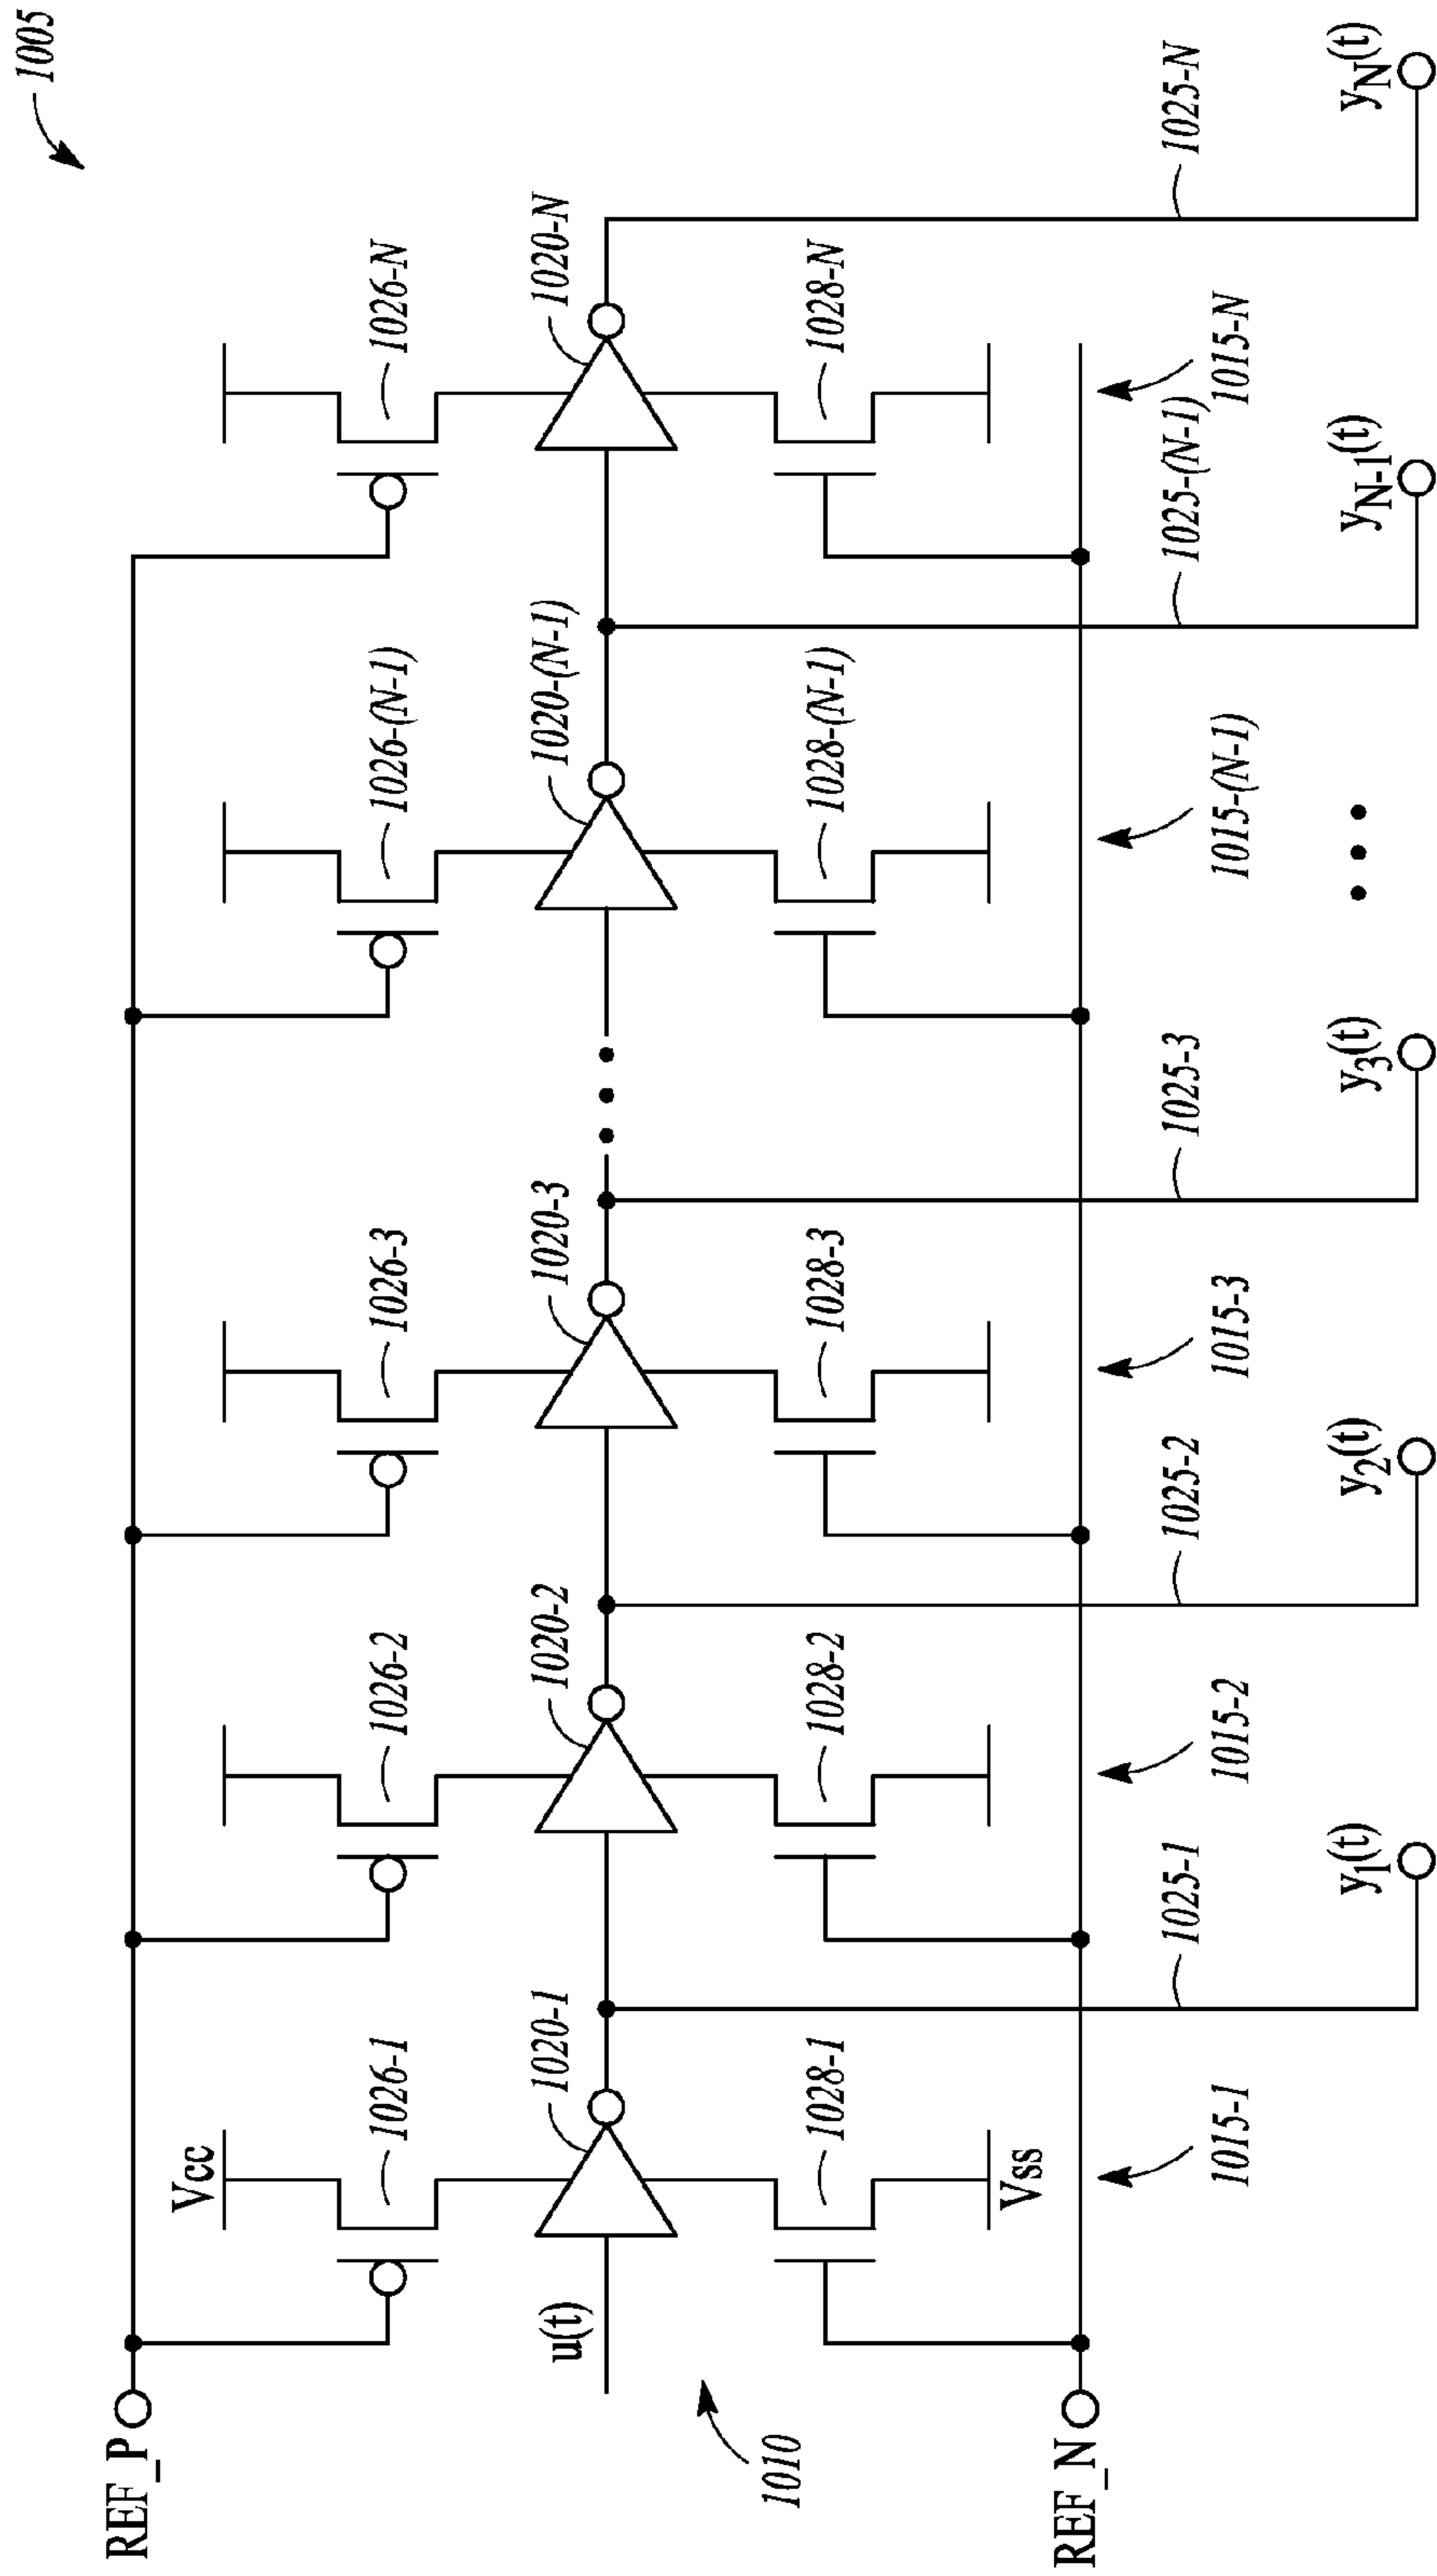 1005
REF_P
Vcc
1026-1
1026-2
1026-3
1026-(N-1)
1026-N
u(t)
1020-1
1020-2
1020-3
1020-(N-1)
1020-N
1010
1028-1
1028-2
1028-3
1028-(N-1)
1028-N
Vss
REF_N
1025-1
1025-2
1025-3
1025-(N-1)
1025-N
1015-1
1015-2
1015-3
1015-(N-1)
1015-N
y1(t)
y2(t)
y3(t)
yN-1(t)
yN(t)